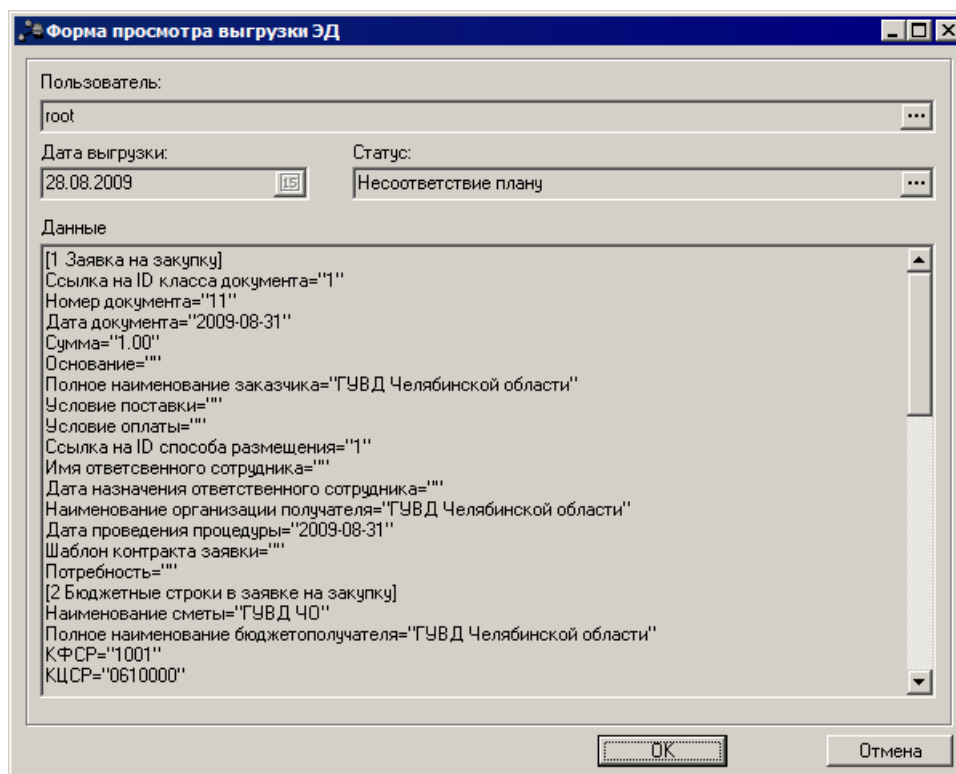 Форма просмотра выгрузки ЭД
Пользователь:
root
Дата выгрузки: Статус:
28.08.2009 15 Несоответствие плану
Данные
[1 Заявка на закупку]
Ссылка на ID класса документа="1"
Номер документа="11"
Дата документа="2009-08-31"
Сумма="1.00"
Основание=""
Полное наименование заказчика="ГУВД Челябинской области"
Условие поставки=""
Условие оплаты=""
Ссылка на ID способа размещения="1"
Имя ответсвенного сотрудника=""
Дата назначения ответственного сотрудника=""
Наименование организации получателя="ГУВД Челябинской области"
Дата проведения процедуры="2009-08-31"
Шаблон контракта заявки=""
Потребность=""
[2 Бюджетные строки в заявке на закупку]
Наименование сметы="ГУВД ЧО"
Полное наименование бюджетополучателя="ГУВД Челябинской области"
КФСР="1001"
КЦСР="0610000"
OK Отмена